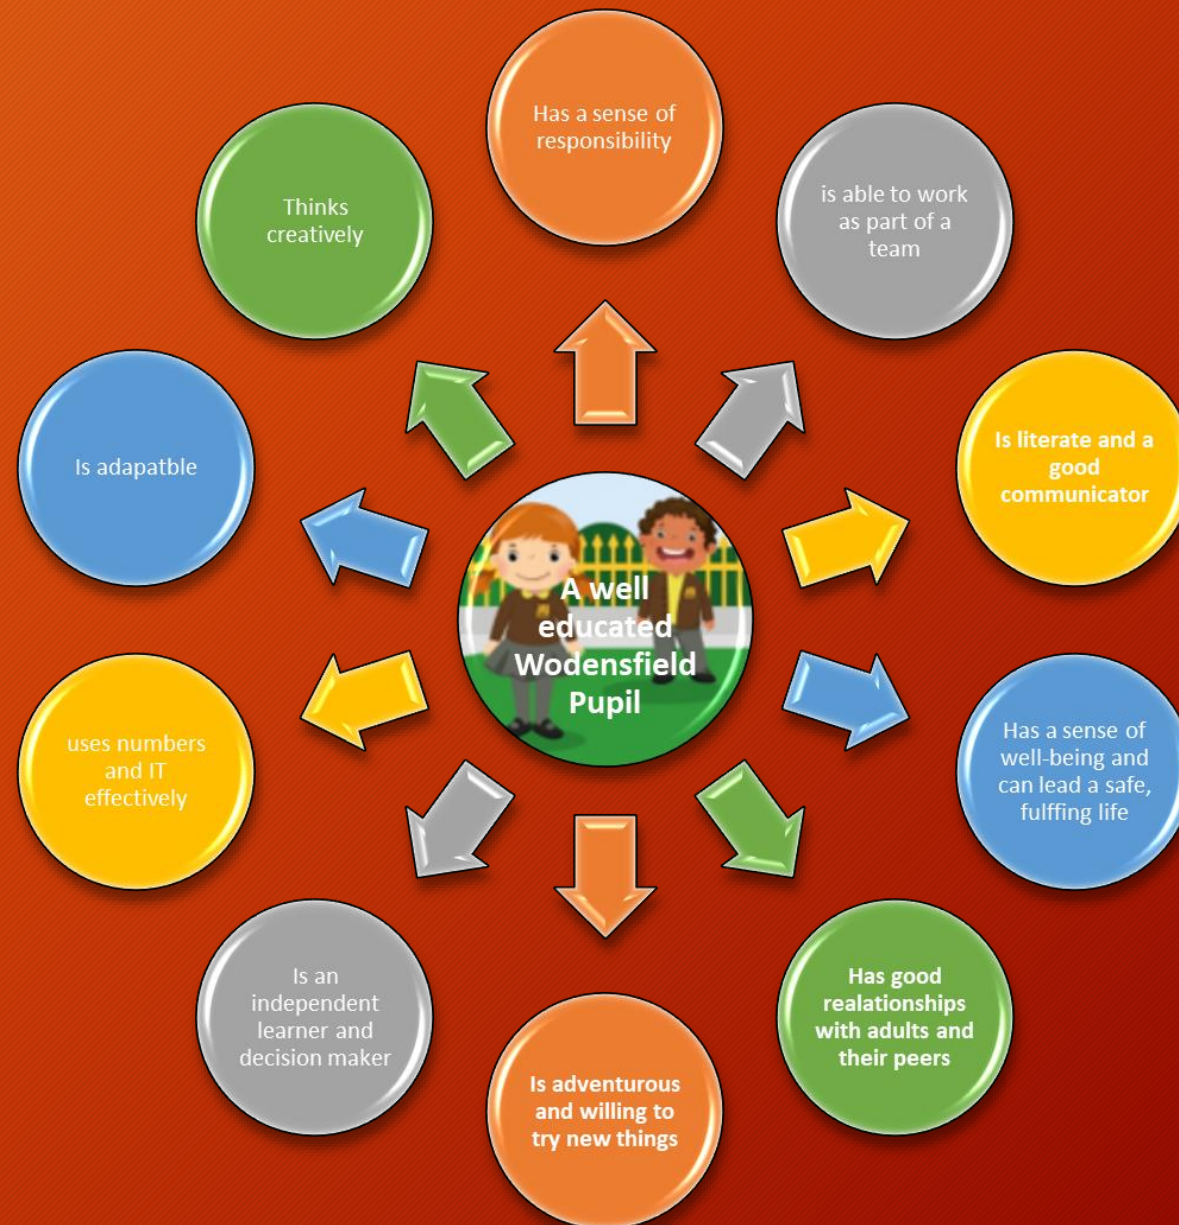 Has a sense of
responsibility
is able to work
as part of a
team
Is literate and a
good
communicator
Has a sense of
well-being and
can lead a safe,
fulffing life
Has good
realationships
with adults and
their peers
Is adventurous
and willing to
try new things
Is an
independent
learner and
decision maker
uses numbers
and IT
effectively
Is adapatble
Thinks
creatively
A well
educated
Wodensfield
Pupil